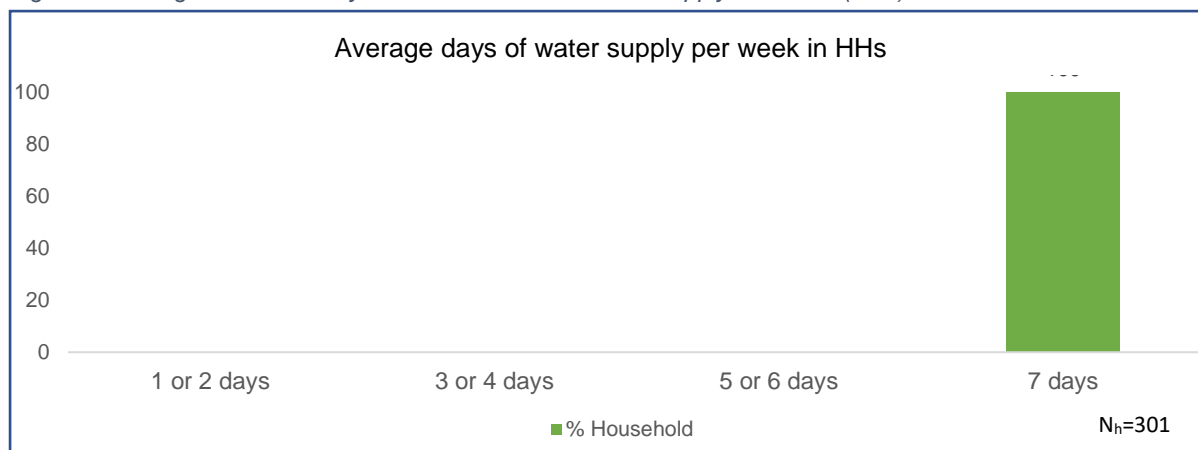 Average days of water supply per week in HHs
100
80
60
40
20
0
1 or 2 days
3 or 4 days
5 or 6 days
7 days
% Household
Nₕ=301